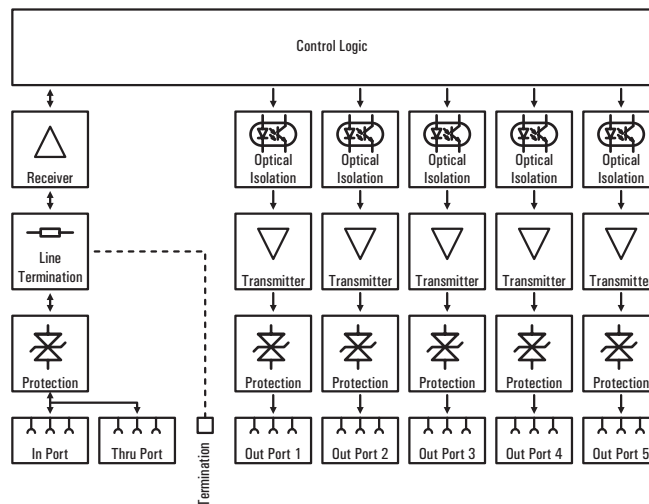 Control Logic
Receiver
Optical
Isolation
Optical
Isolation
Optical
Isolation
Optical
Isolation
Optical
Isolation
Line
Termination
Transmitter
Transmitter
Transmitter
Transmitter
Transmitter
Protection
Protection
Protection
Protection
Protection
Protection
In Port
Thru Port
Termination
Out Port 1
Out Port 2
Out Port 3
Out Port 4
Out Port 5